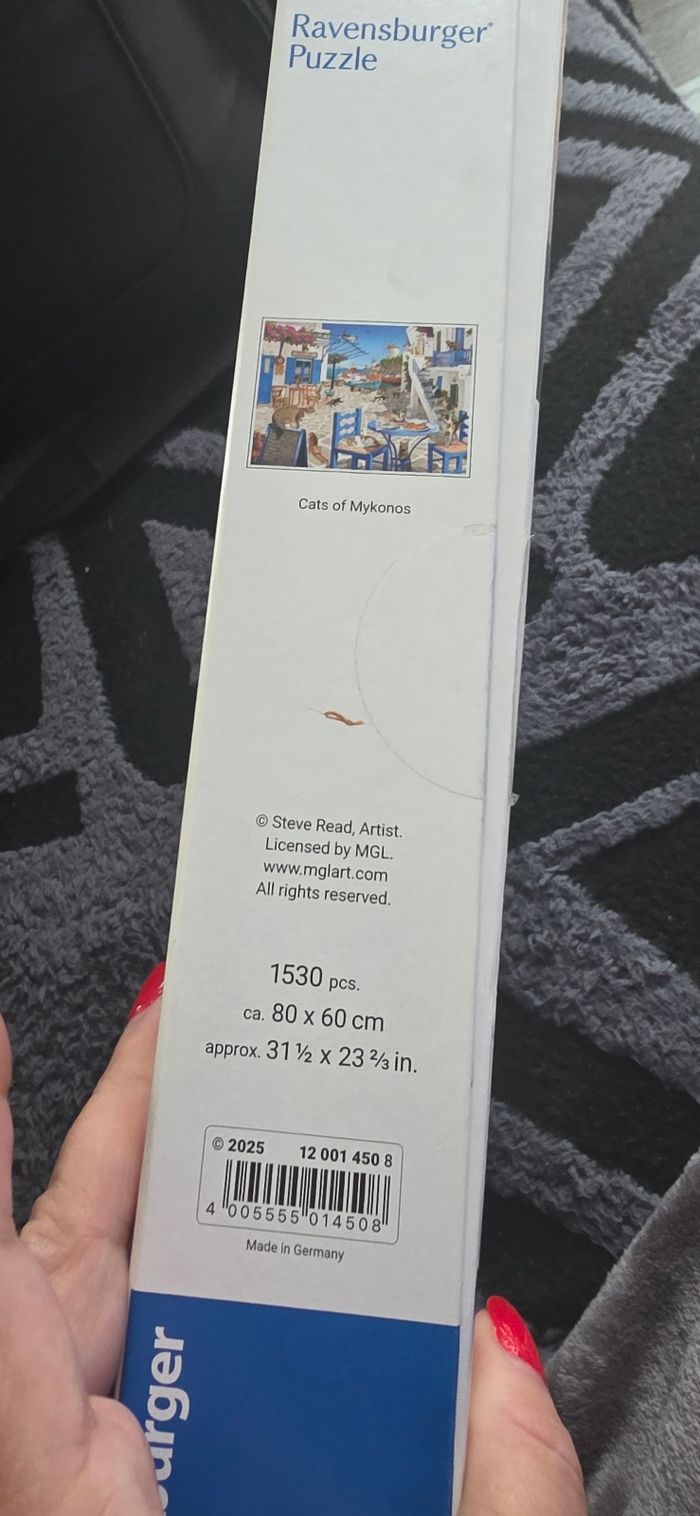 Ravensburger®
Puzzle
Cats of Mykonos
© Steve Read, Artist.
Licensed by MGL.
www.mglart.com
All rights reserved.
1530 pcs.
ca. 80 x 60 cm
approx. 31 ½ x 23 ⅔ in.
© 2025 12 001 450 8
4 005555 014508
Made in Germany
urger